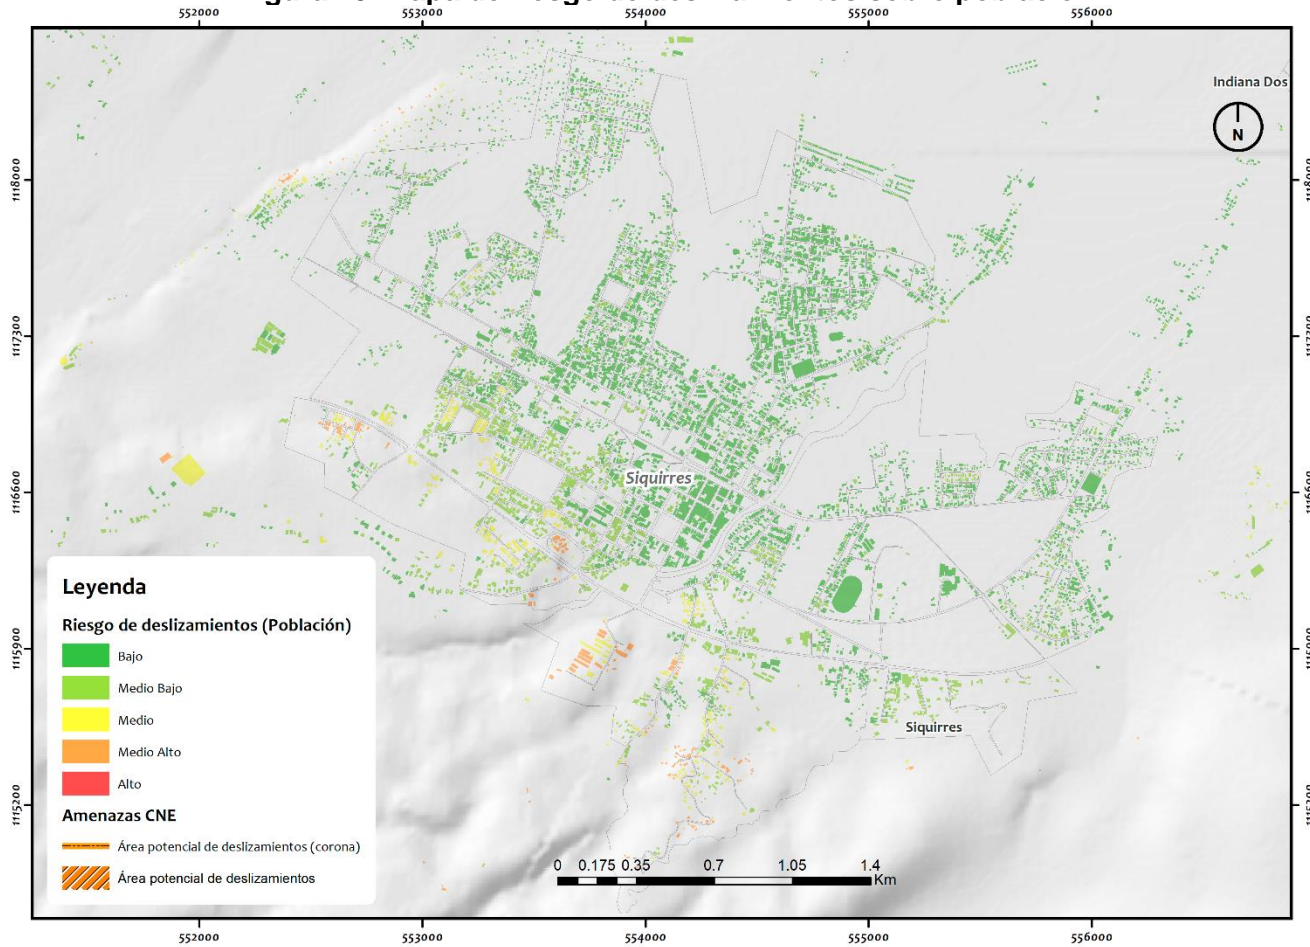 552000 553000 554000 555000 556000
Indiana Dos
N
1118000
1117300
1116600
1115900
1115200
1118000
1116600
Siquirres
Siquirres
Leyenda
Riesgo de deslizamientos (Población)
Bajo
Medio Bajo
Medio
Medio Alto
Alto
Amenazas CNE
Área potencial de deslizamientos (corona)
Área potencial de deslizamientos
0 0.175 0.35 0.7 1.05 1.4
Km
552000 553000 554000 555000 556000